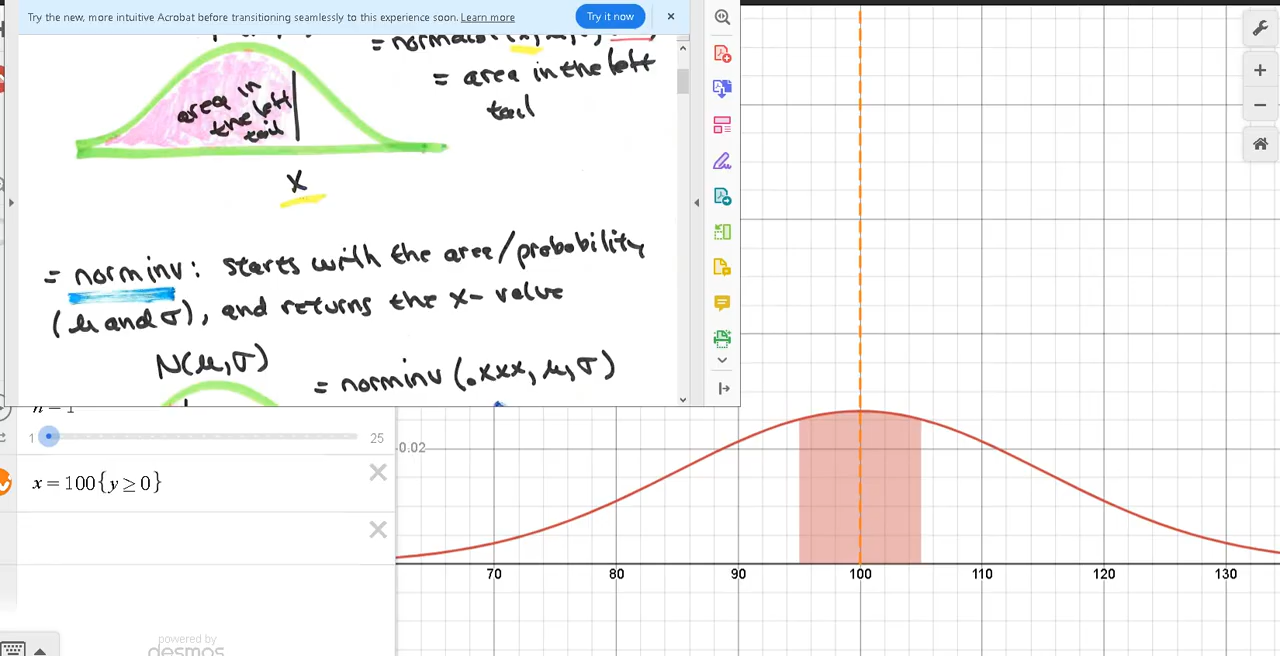 Try the new, more intuitive Acrobat before transitioning seamlessly to this experience soon. Learn more
Try it now
= area in the left
tail
area in
the left
tail
x
= norminv: starts with the area/probability
(μ and σ), and returns the x-value
N(μ,σ)
= norminv (.xxx, μ, σ)
n = 1
1
25
x = 100{y ≥ 0}
0.02
70
80
90
100
110
120
130
powered by
desmos